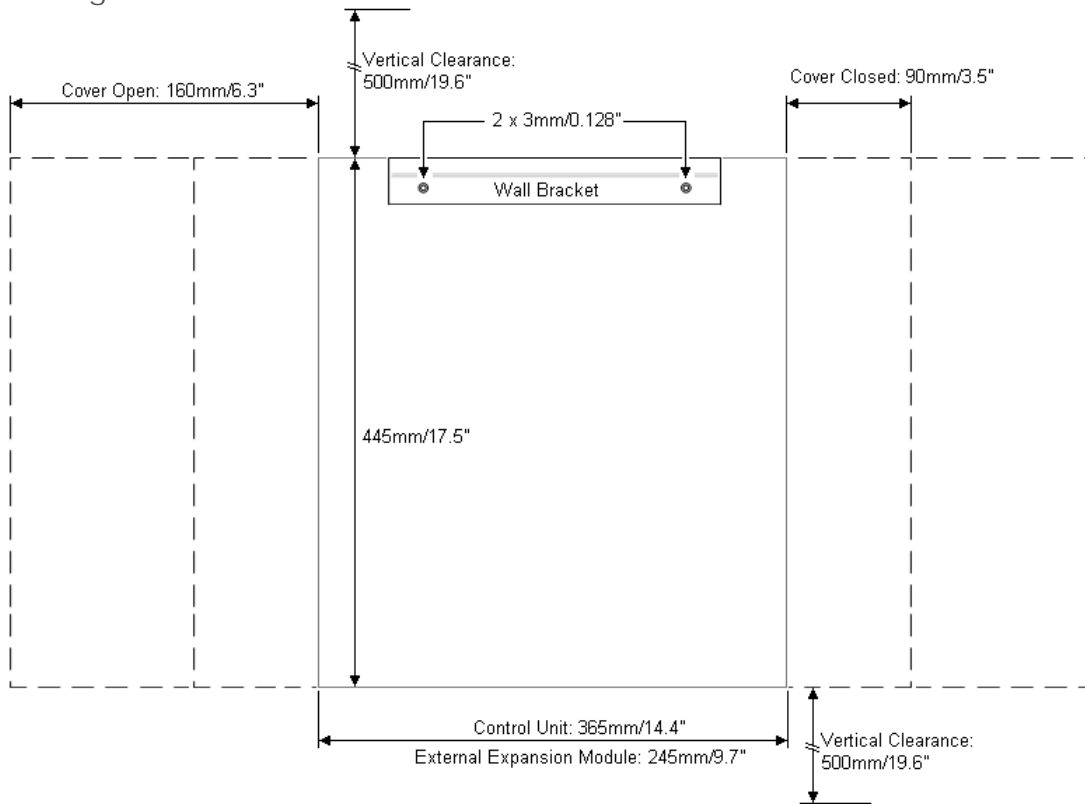 Vertical Clearance:
500mm/19.6"
Cover Open: 160mm/6.3"
Cover Closed: 90mm/3.5"
2 x 3mm/0.128"
Wall Bracket
445mm/17.5"
Control Unit: 365mm/14.4"
External Expansion Module: 245mm/9.7"
Vertical Clearance:
500mm/19.6"